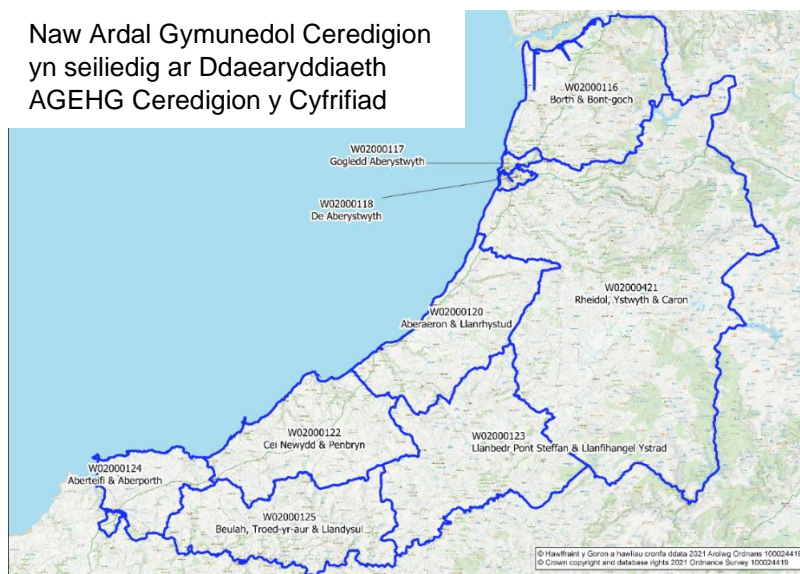 Naw Ardal Gymunedol Ceredigion
yn seiliedig ar Ddaearyddiaeth
AGEHG Ceredigion y Cyfrifiad
W02000116
Borth & Bont-goch
W02000117
Gogledd Aberystwyth
W02000118
De Aberystwyth
W02000421
Rheidol, Ystwyth & Caron
W02000120
Aberaeron & Llanrhystud
W02000122
Cei Newydd & Penbryn
W02000123
Llanbedr Pont Steffan & Llanfihangel Ystrad
W02000124
Aberteifi & Aberporth
W02000125
Beulah, Troed-yr-aur & Llandysul
© Hawlfraint y Goron a hawliau cronfa ddata 2021 Arolwg Ordnans 100024419
© Crown copyright and database rights 2021 Ordnance Survey 100024419